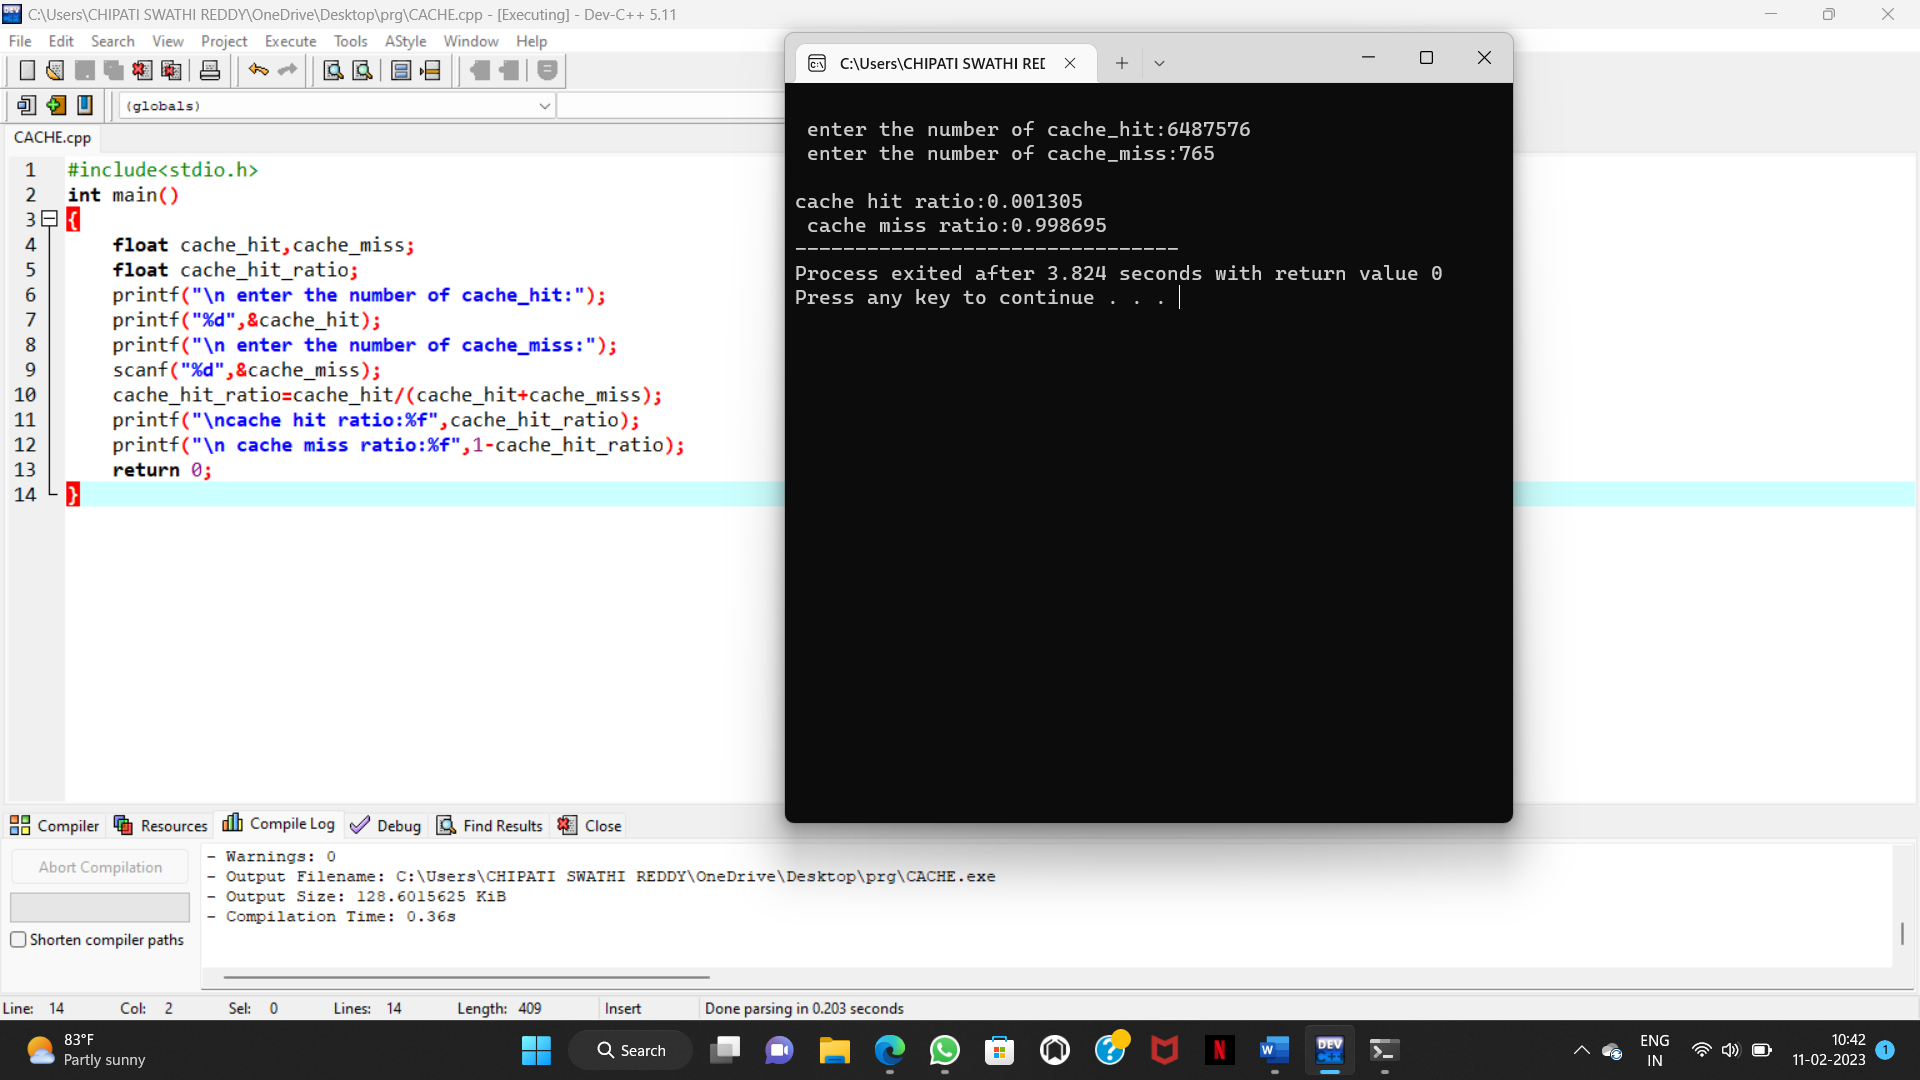 C:\Users\CHIPATI SWATHI REDDY\OneDrive\Desktop\prg\CACHE.cpp - [Executing] - Dev-C++ 5.11
File Edit Search View Project Execute Tools AStyle Window Help
(globals)
CACHE.cpp
1 #include<stdio.h>
2 int main()
3 {
4 float cache_hit,cache_miss;
5 float cache_hit_ratio;
6 printf("\n enter the number of cache_hit:");
7 printf("%d",&cache_hit);
8 printf("\n enter the number of cache_miss:");
9 scanf("%d",&cache_miss);
10 cache_hit_ratio=cache_hit/(cache_hit+cache_miss);
11 printf("\ncache hit ratio:%f",cache_hit_ratio);
12 printf("\n cache miss ratio:%f",1-cache_hit_ratio);
13 return 0;
14 }
C:\Users\CHIPATI SWATHI REI
enter the number of cache_hit:6487576
enter the number of cache_miss:765
cache hit ratio:0.001305
cache miss ratio:0.998695
--------------------------------
Process exited after 3.824 seconds with return value 0
Press any key to continue . . .
Compiler Resources Compile Log Debug Find Results Close
Abort Compilation
Shorten compiler paths
- Warnings: 0
- Output Filename: C:\Users\CHIPATI SWATHI REDDY\OneDrive\Desktop\prg\CACHE.exe
- Output Size: 128.6015625 KiB
- Compilation Time: 0.36s
Line: 14 Col: 2 Sel: 0 Lines: 14 Length: 409 Insert Done parsing in 0.203 seconds
83°F
Partly sunny
Search
DEV
C++
ENG
IN
10:42
11-02-2023
1